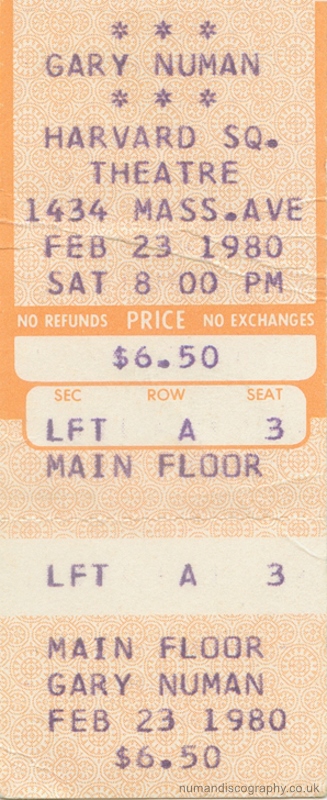 * * *
GARY NUMAN
* * *
HARVARD SQ.
THEATRE
1434 MASS.AVE
FEB 23 1980
SAT 8 00 PM
NO REFUNDS PRICE NO EXCHANGES
$6.50
SEC ROW SEAT
LFT A 3
MAIN FLOOR
LFT A 3
MAIN FLOOR
GARY NUMAN
FEB 23 1980
$6.50
numandiscography.co.uk